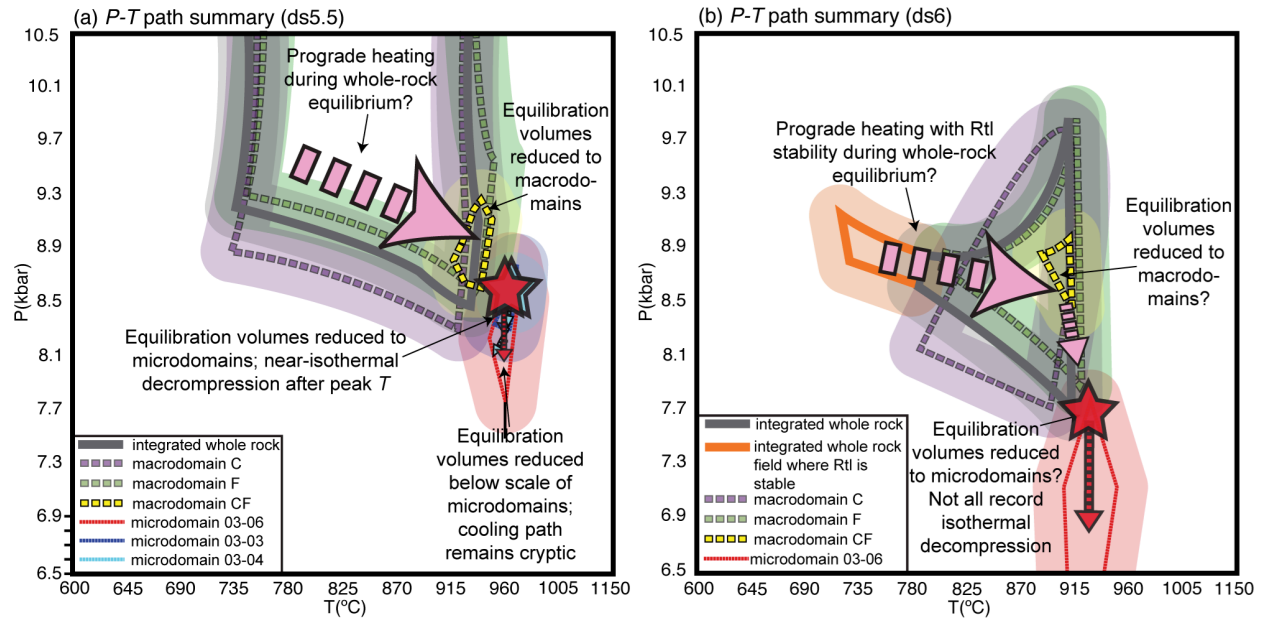 (a) P-T path summary (ds5.5)
10.5
10.1
9.7
9.3
8.9
8.5
8.1
7.7
7.3
6.9
6.5
P(kbar)
Prograde heating
during whole-rock
equilibrium?
Equilibration
volumes
reduced to
macrodo-
mains
Equilibration volumes reduced to
microdomains; near-isothermal
decompression after peak T
Equilibration
volumes reduced
below scale of
microdomains;
cooling path
remains cryptic
integrated whole rock
macrodomain C
macrodomain F
macrodomain CF
microdomain 03-06
microdomain 03-03
microdomain 03-04
600 645 690 735 780 825 870 915 960 1005 1060 1150
T(ºC)
(b) P-T path summary (ds6)
10.5
10.1
9.7
9.3
8.9
8.5
8.1
7.7
7.3
6.9
6.5
P(kbar)
Prograde heating with Rtl
stability during whole-rock
equilibrium?
Equilibration
volumes
reduced to
macrodo-
mains?
Equilibration
volumes reduced
to microdomains?
Not all record
isothermal
decompression
integrated whole rock
integrated whole rock
field where Rtl is
stable
macrodomain C
macrodomain F
macrodomain CF
microdomain 03-06
600 645 690 735 780 825 870 915 960 1005 1060 1150
T(ºC)